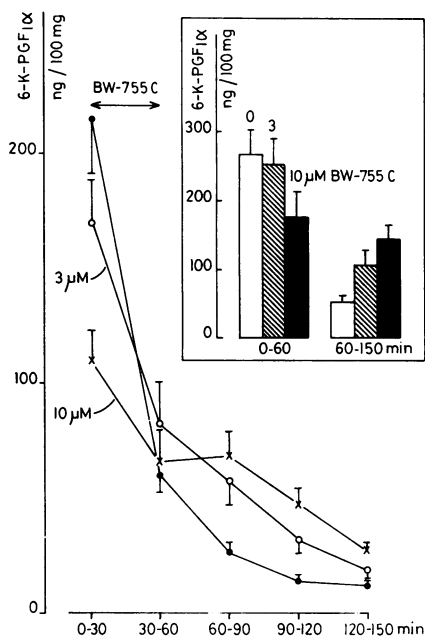 6-K-PGF1α
ng / 100 mg
BW-755 C
200
100
0
3 µM
10 µM
0-30
30-60
60-90
90-120
120-150 min
6-K-PGF1α
ng / 100 mg
300
200
100
0
0
3
10 µM BW-755 C
0-60
60-150 min